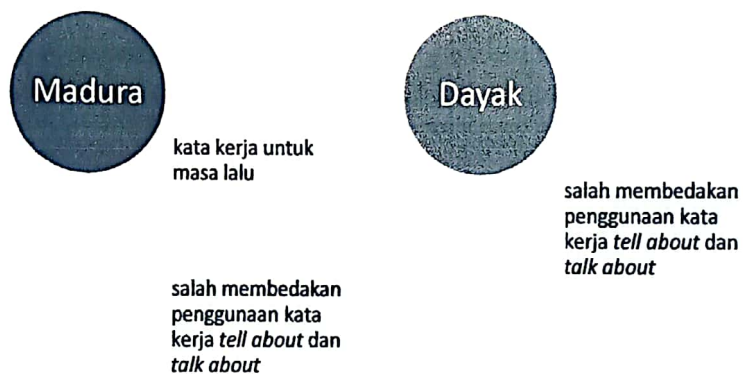 Madura
kata kerja untuk
masa lalu
salah membedakan
penggunaan kata
kerja tell about dan
talk about
Dayak
salah membedakan
penggunaan kata
kerja tell about dan
talk about